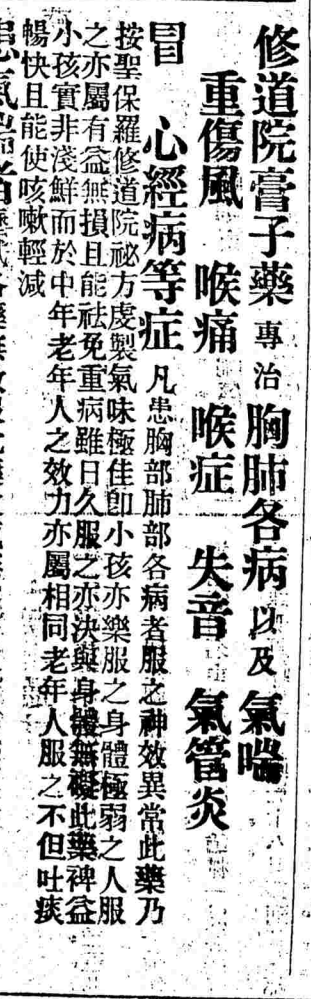 修道院膏子藥 專治 胸肺各病 以及 氣喘
重傷風 喉痛 喉症 失音 氣管炎
冒 心經病等症 凡患胸部肺部各病者服之神效異常此藥乃
按聖保羅修道院祕方虔製氣味極佳卽小孩亦樂服之身體極弱之人服
之亦屬有益無損且能祛免重病雖日久服之亦決與身體無礙此藥裨益
小孩實非淺鮮而於中年老年人之效力亦屬相同老年人服之不但吐痰
暢快且能使咳嗽輕減
患氣喘者